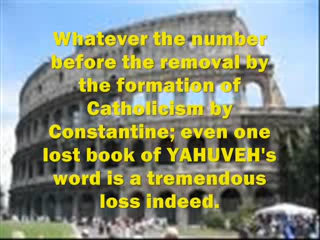 Whatever the number
before the removal by
the formation of
Catholicism by
Constantine; even one
lost book of YAHUVEH's
word is a tremendous
loss indeed.